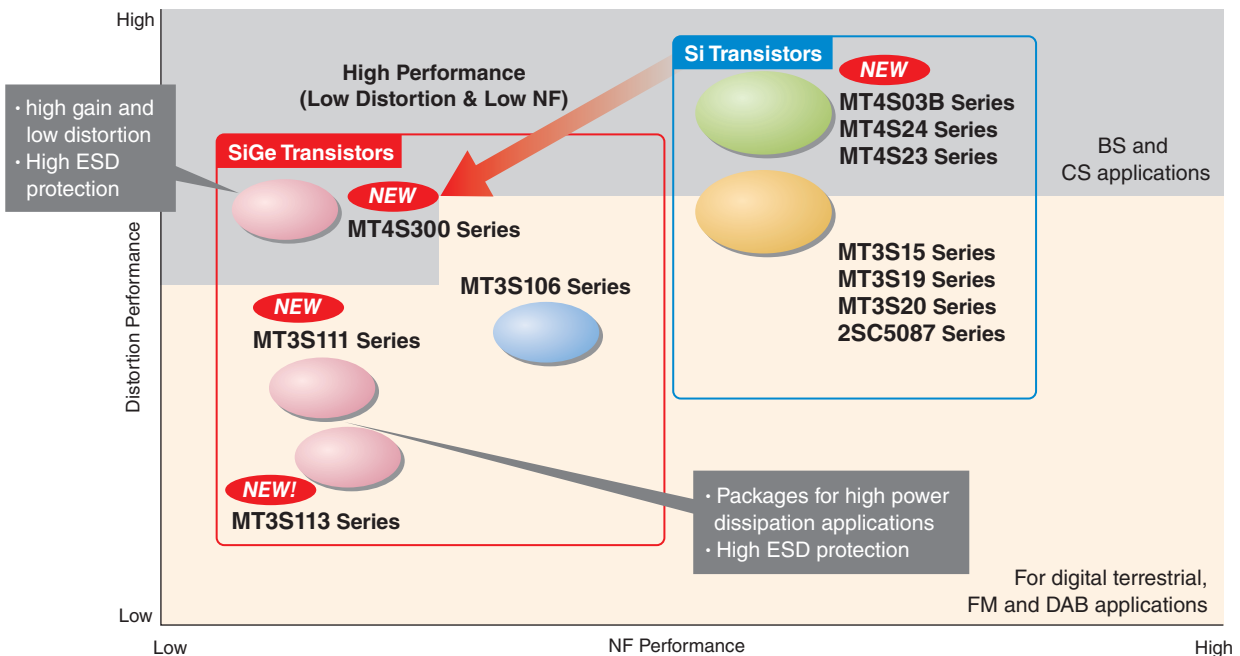 High
Distortion Performance
Low
Low
NF Performance
High
· high gain and
low distortion
· High ESD
protection
High Performance
(Low Distortion & Low NF)
SiGe Transistors
NEW
MT4S300 Series
NEW
MT3S111 Series
MT3S106 Series
NEW!
MT3S113 Series
Si Transistors
NEW
MT4S03B Series
MT4S24 Series
MT4S23 Series
MT3S15 Series
MT3S19 Series
MT3S20 Series
2SC5087 Series
BS and
CS applications
· Packages for high power
dissipation applications
· High ESD protection
For digital terrestrial,
FM and DAB applications